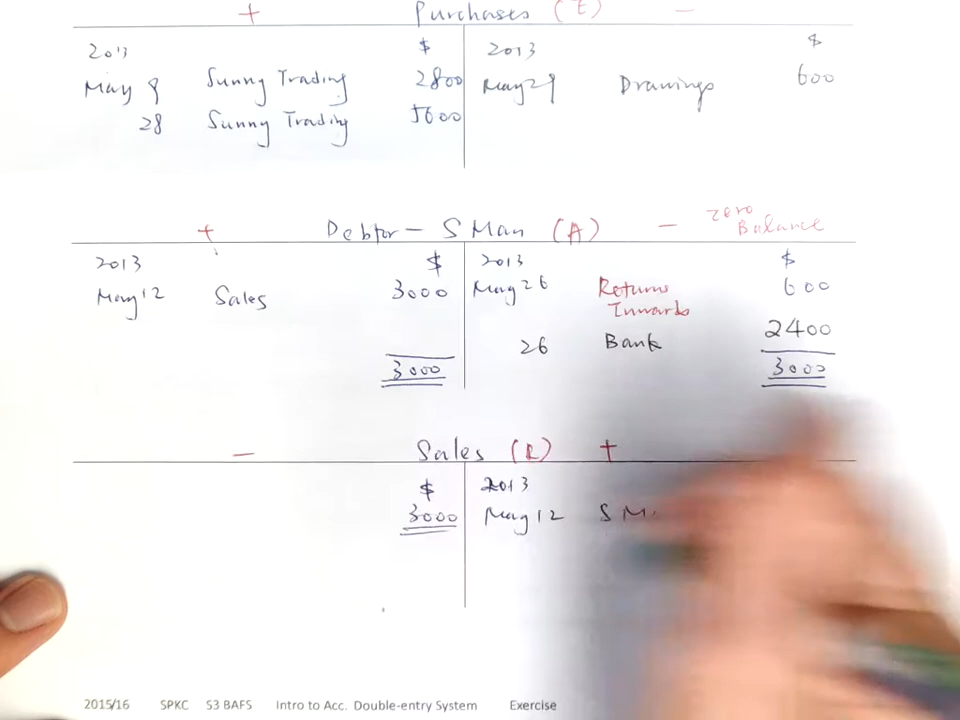 + Purchases (E) −
2013 $ 2013 $
May 9 Sunny Trading 2800 May 29 Drawings 600
28 Sunny Trading 5600
+ Debtor - S Man (A) − zero Balance
2013 $ 2013 $
May 12 Sales 3000 May 26 Returns Inwards 600
26 Bank 2400
3000 3000
− Sales (R) +
$ 2013
3000 May 12 S
2015/16 SPKC S3 BAFS Intro to Acc. Double-entry System Exercise